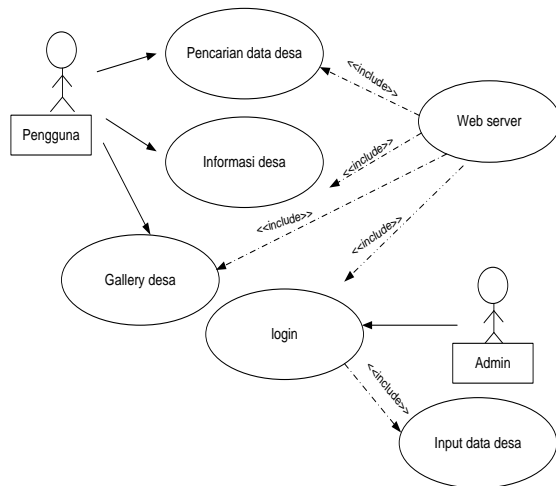 Pencarian data desa
<<include>>
Web server
Pengguna
Informasi desa
<<include>>
<<include>>
<<include>>
Gallery desa
login
Admin
<<include>>
Input data desa